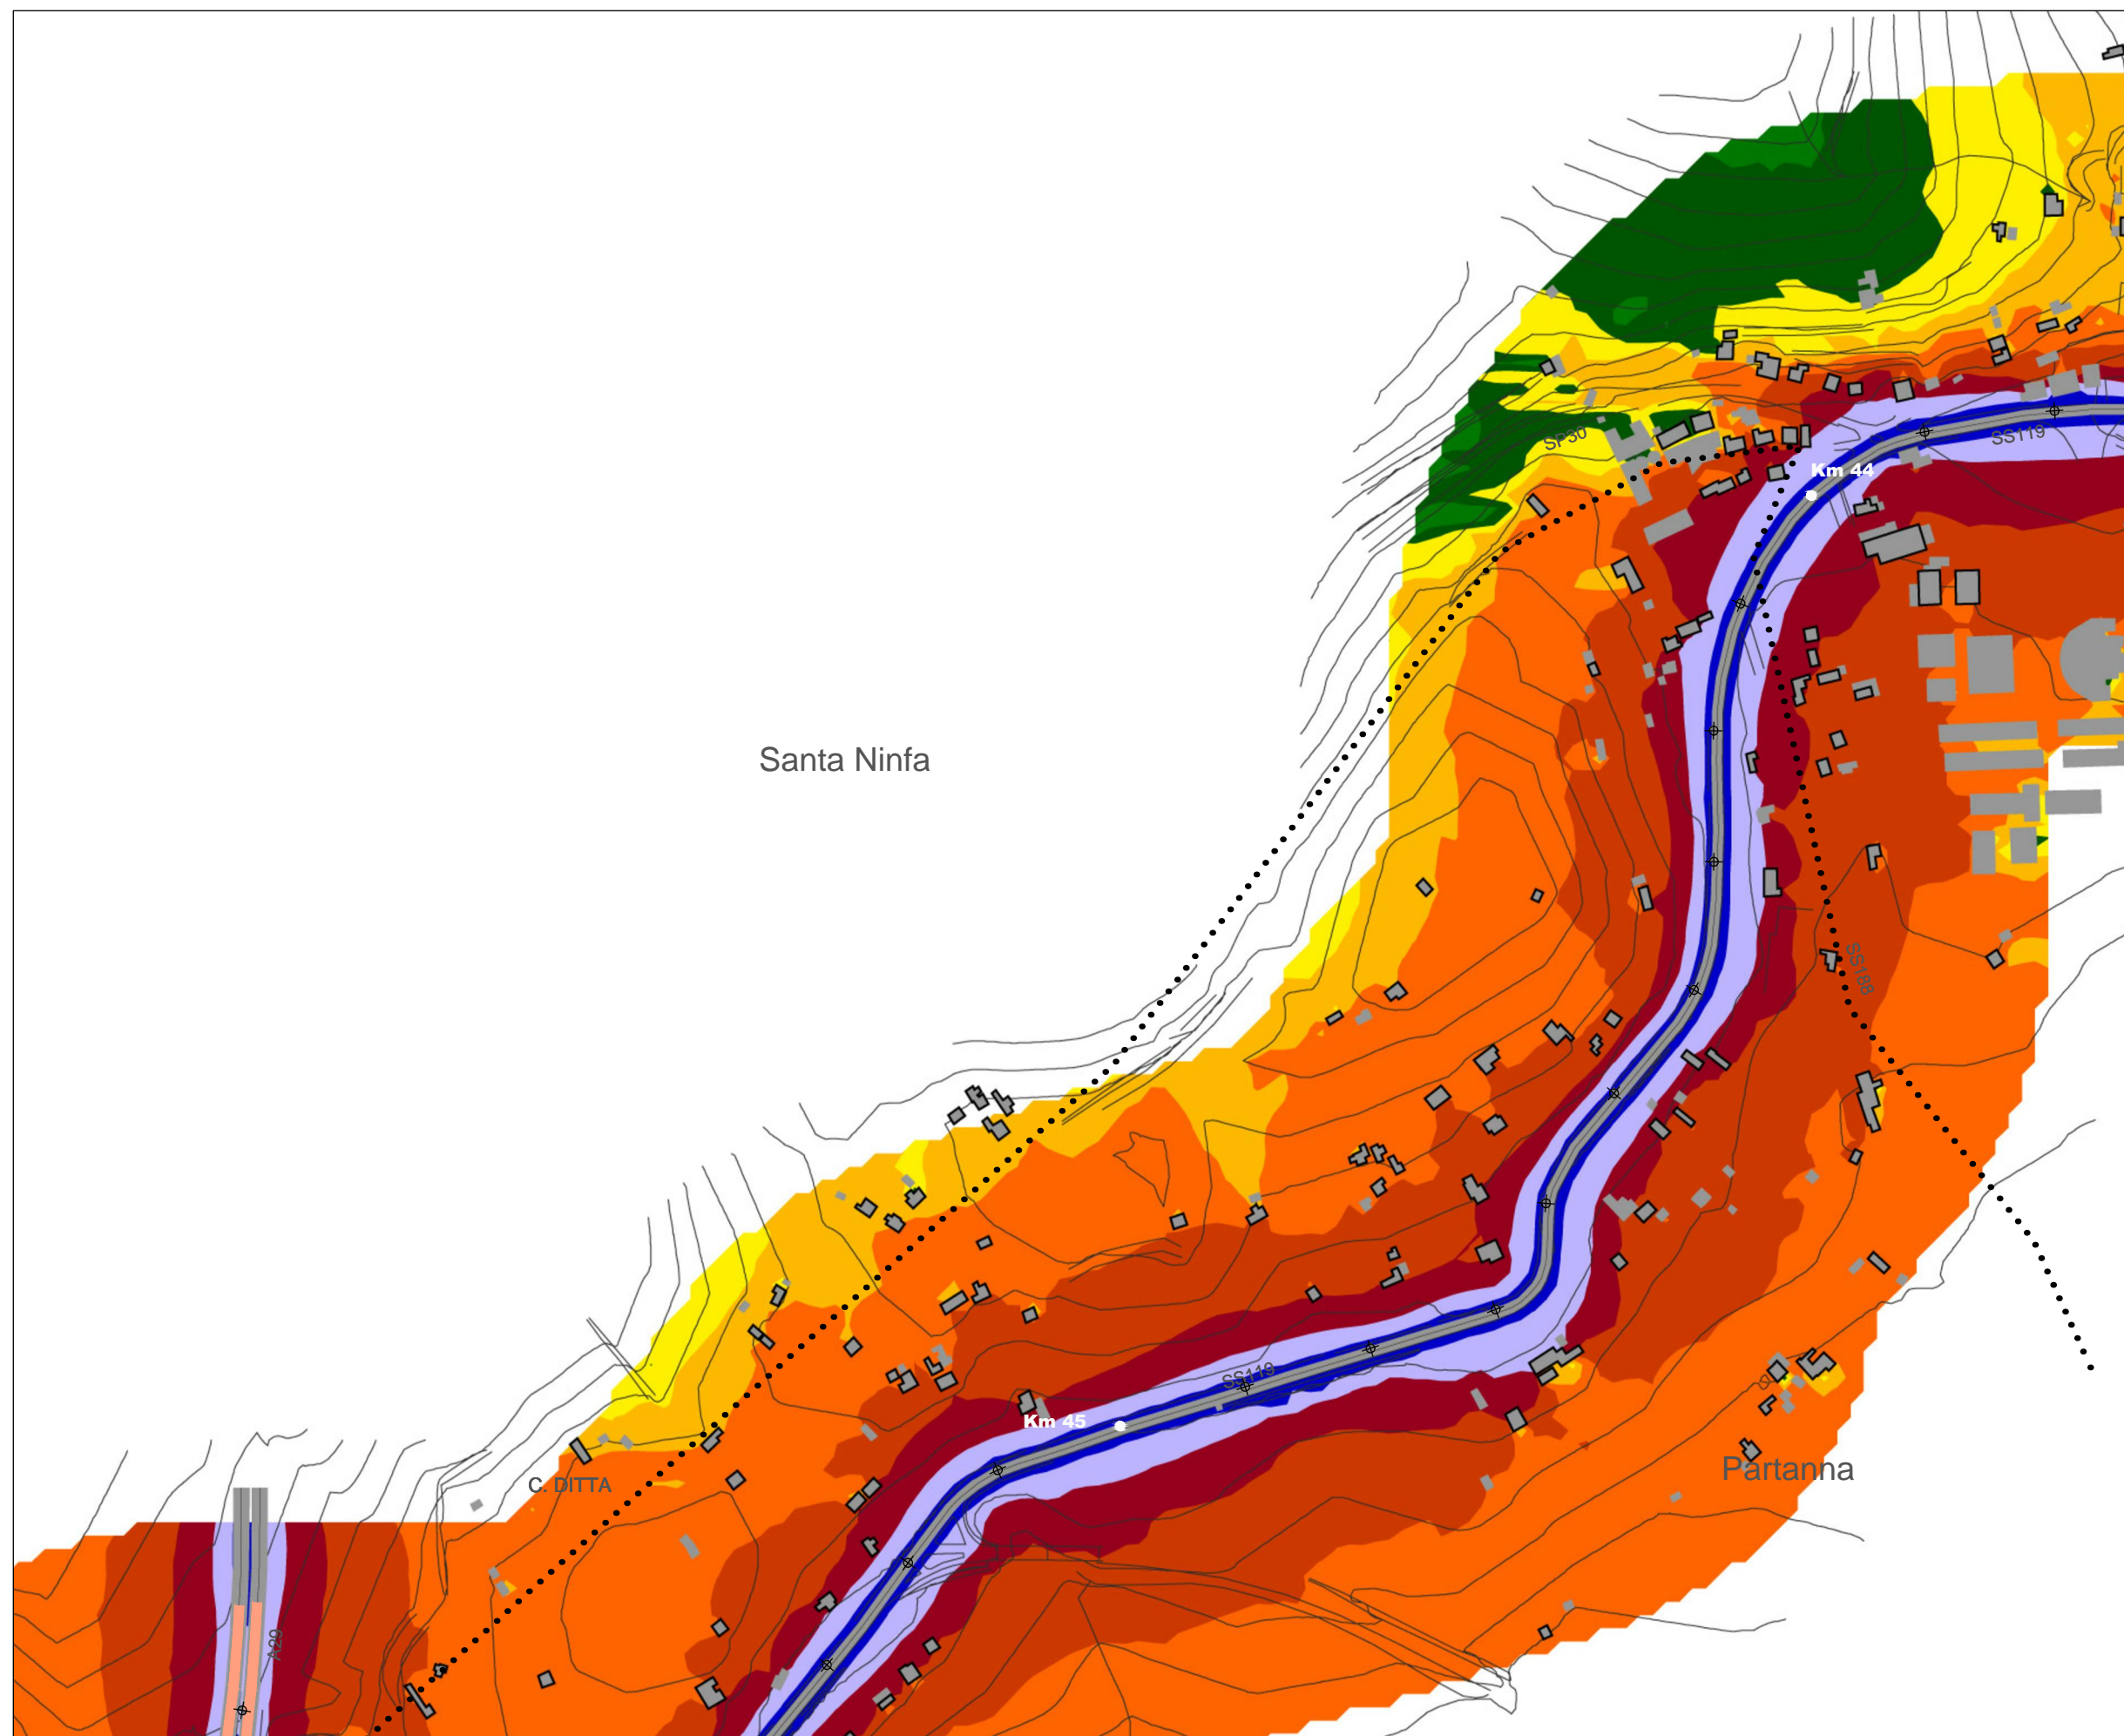 SP30
SS119
Km 44
Santa Ninfa
SS188
SS119
Km 45
Partanna
C. DITTA
A29